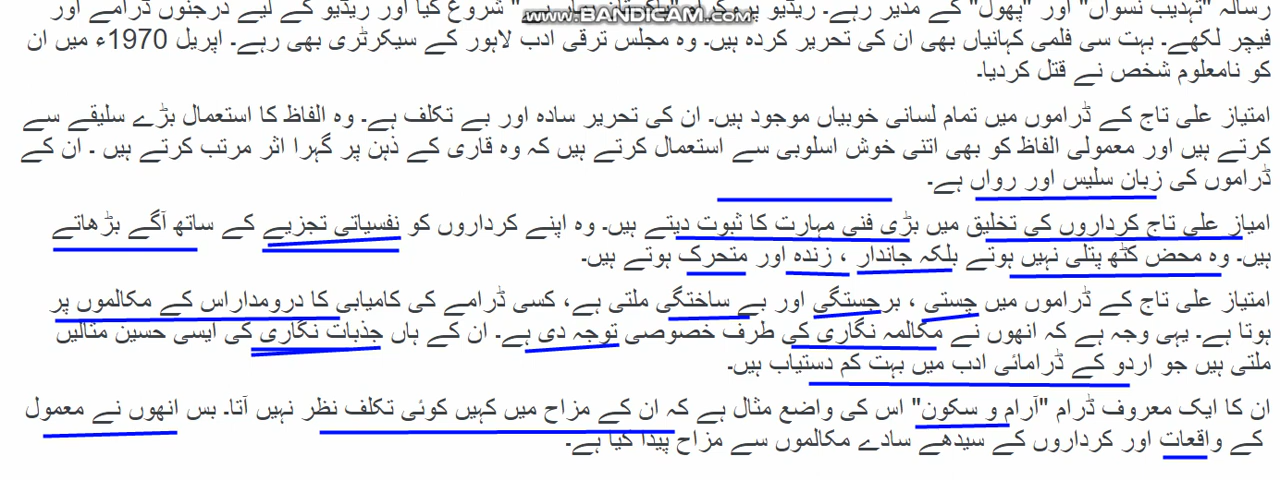 رسالہ "تہذیب نسواں" اور "پھول" کے مدیر رہے۔ ریڈیو پر شروع کیا اور ریڈیو کے لیے درجنوں ڈرامے اور
www.BANDICAM.com
فیچر لکھے۔ بہت سی فلمی کہانیاں بھی ان کی تحریر کردہ ہیں۔ وہ مجلس ترقی ادب لاہور کے سیکرٹری بھی رہے۔ اپریل 1970ء میں ان
کو نامعلوم شخص نے قتل کردیا۔
امتیاز علی تاج کے ڈراموں میں تمام لسانی خوبیاں موجود ہیں۔ ان کی تحریر سادہ اور بے تکلف ہے۔ وہ الفاظ کا استعمال بڑے سلیقے سے
کرتے ہیں اور معمولی الفاظ کو بھی اتنی خوش اسلوبی سے استعمال کرتے ہیں کہ وہ قاری کے ذہن پر گہرا اثر مرتب کرتے ہیں ۔ ان کے
ڈراموں کی زبان سلیس اور رواں ہے۔
امیاز علی تاج کرداروں کی تخلیق میں بڑی فنی مہارت کا ثبوت دیتے ہیں۔ وہ اپنے کرداروں کو نفسیاتی تجزیے کے ساتھ آگے بڑھاتے
ہیں۔ وہ محض کٹھ پتلی نہیں ہوتے بلکہ جاندار ، زندہ اور متحرک ہوتے ہیں۔
امتیاز علی تاج کے ڈراموں میں چستی ، برجستگی اور بے ساختگی ملتی ہے، کسی ڈرامے کی کامیابی کا درومداراس کے مکالموں پر
ہوتا ہے۔ یہی وجہ ہے کہ انھوں نے مکالمہ نگاری کی طرف خصوصی توجہ دی ہے۔ ان کے ہاں جذبات نگاری کی ایسی حسین مثالیں
ملتی ہیں جو اردو کے ڈرامائی ادب میں بہت کم دستیاب ہیں۔
ان کا ایک معروف ڈرام "آرام و سکون" اس کی واضع مثال ہے کہ ان کے مزاح میں کہیں کوئی تکلف نظر نہیں آتا۔ بس انھوں نے معمول
کے واقعات اور کرداروں کے سیدھے سادے مکالموں سے مزاح پیدا کیا ہے۔